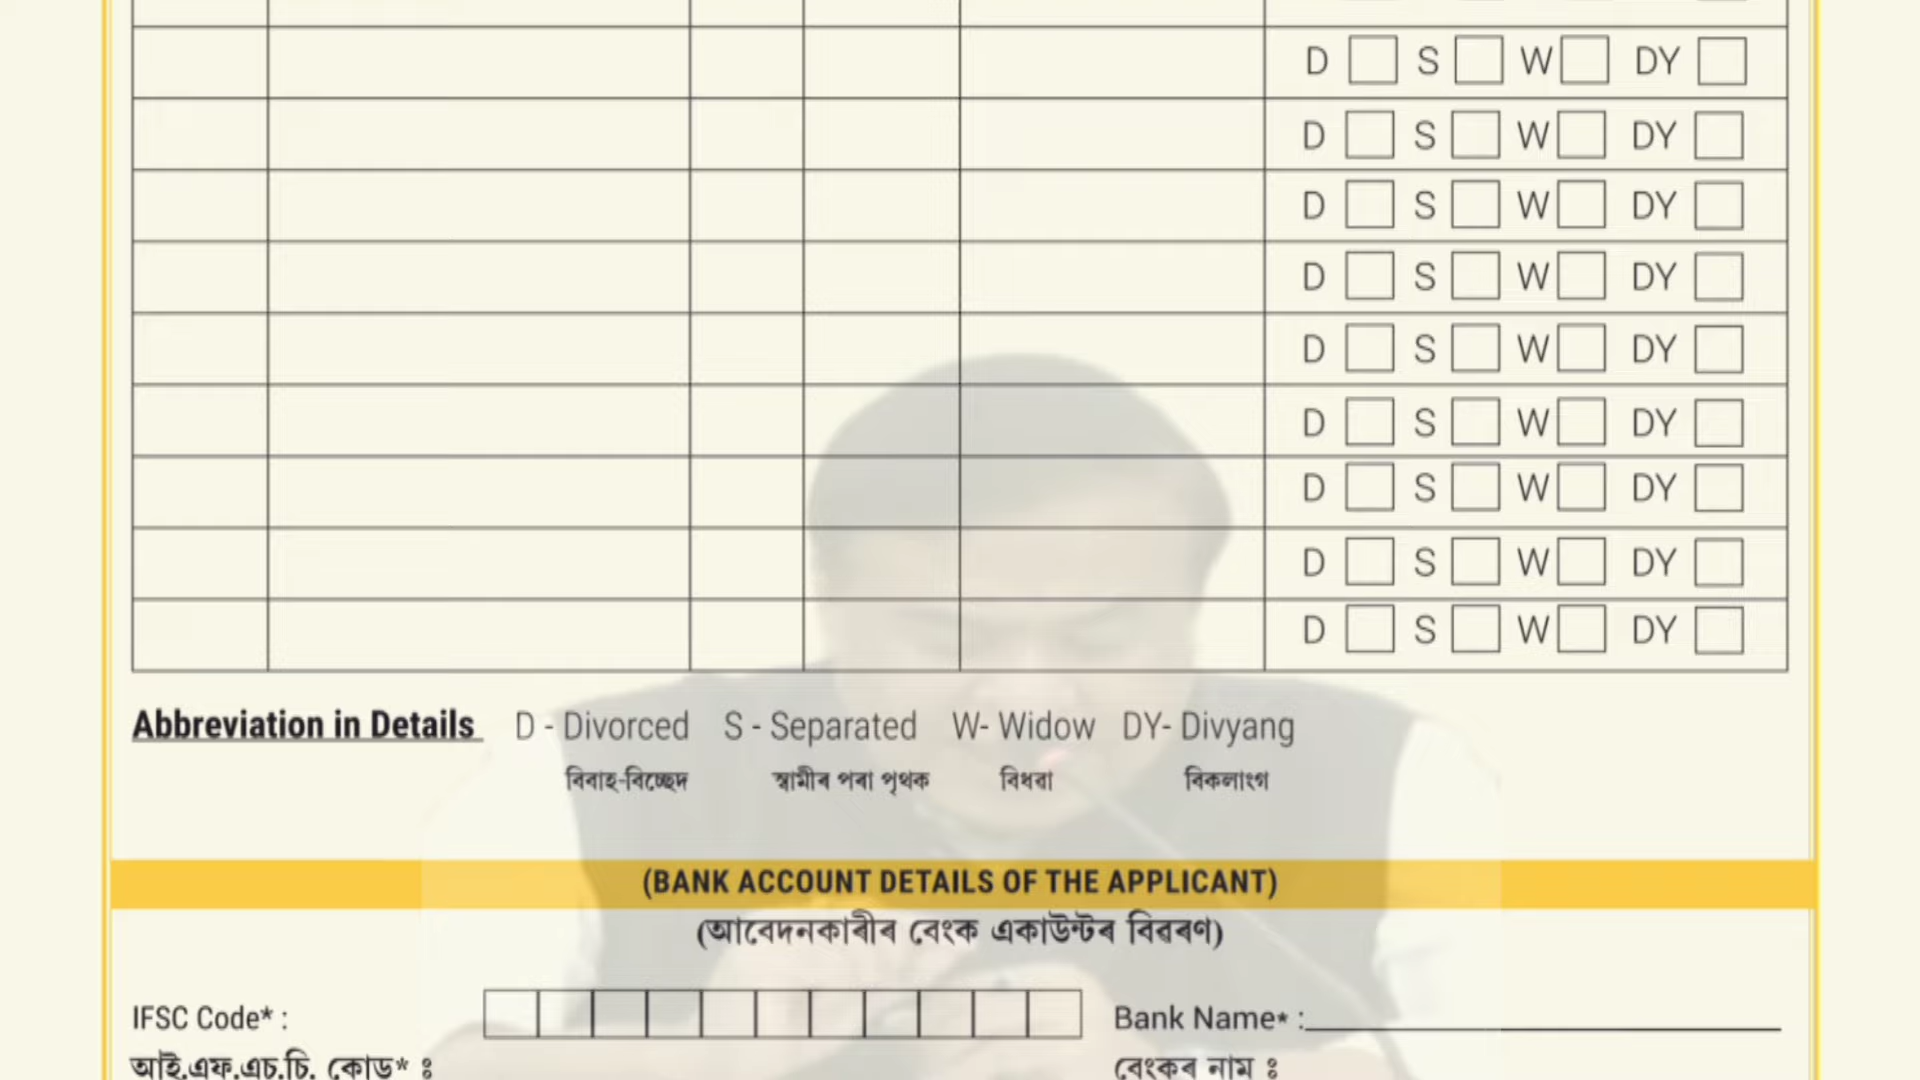 D S W DY
D S W DY
D S W DY
D S W DY
D S W DY
D S W DY
D S W DY
D S W DY
D S W DY
Abbreviation in Details D - Divorced S - Separated W- Widow DY- Divyang
বিবাহ-বিচ্ছেদ স্বামীৰ পৰা পৃথক বিধৱা বিকলাংগ
(BANK ACCOUNT DETAILS OF THE APPLICANT)
(আবেদনকাৰীৰ বেংক একাউন্টৰ বিৱৰণ)
IFSC Code* : Bank Name* :
আই.এফ.এচ.চি. কোড* ঃ বেংকৰ নাম ঃ